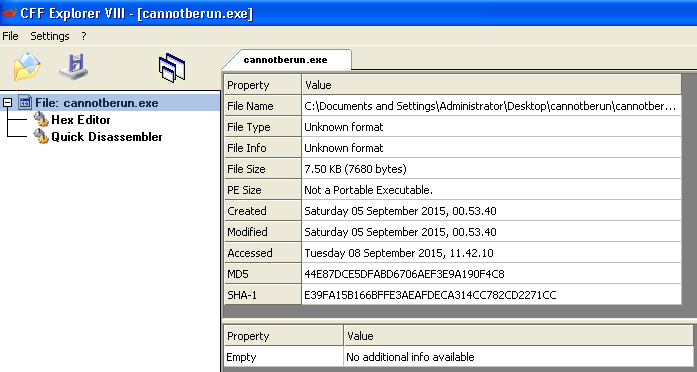 CFF Explorer VIII - [cannotberun.exe]
File Settings ?
cannotberun.exe
File: cannotberun.exe
Hex Editor
Quick Disassembler
Property Value
File Name C:\Documents and Settings\Administrator\Desktop\cannotberun\cannotber...
File Type Unknown format
File Info Unknown format
File Size 7.50 KB (7680 bytes)
PE Size Not a Portable Executable.
Created Saturday 05 September 2015, 00.53.40
Modified Saturday 05 September 2015, 00.53.40
Accessed Tuesday 08 September 2015, 11.42.10
MD5 44E87DCE5DFABD6706AEF3E9A190F4C8
SHA-1 E39FA15B166BFFE3AEAFDECA314CC782CD2271CC
Property Value
Empty No additional info available